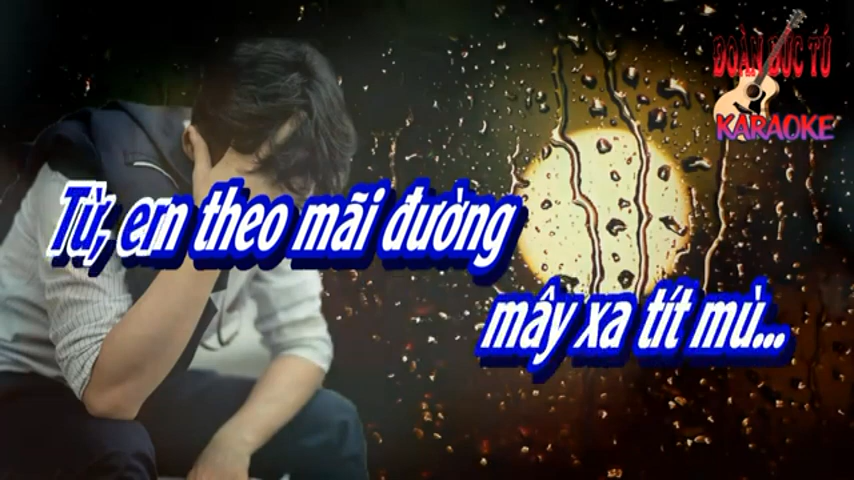 ĐOÀN ĐỨC TÚ
KARAOKE
Từ, em theo mãi đường
mây xa tít mù...